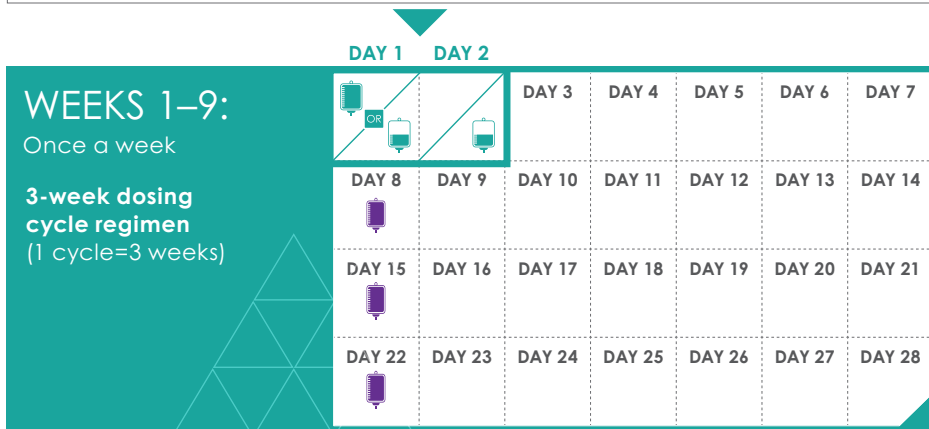 DAY 1 DAY 2
WEEKS 1–9:
Once a week
3-week dosing
cycle regimen
(1 cycle=3 weeks)
OR
DAY 3 DAY 4 DAY 5 DAY 6 DAY 7
DAY 8 DAY 9 DAY 10 DAY 11 DAY 12 DAY 13 DAY 14
DAY 15 DAY 16 DAY 17 DAY 18 DAY 19 DAY 20 DAY 21
DAY 22 DAY 23 DAY 24 DAY 25 DAY 26 DAY 27 DAY 28